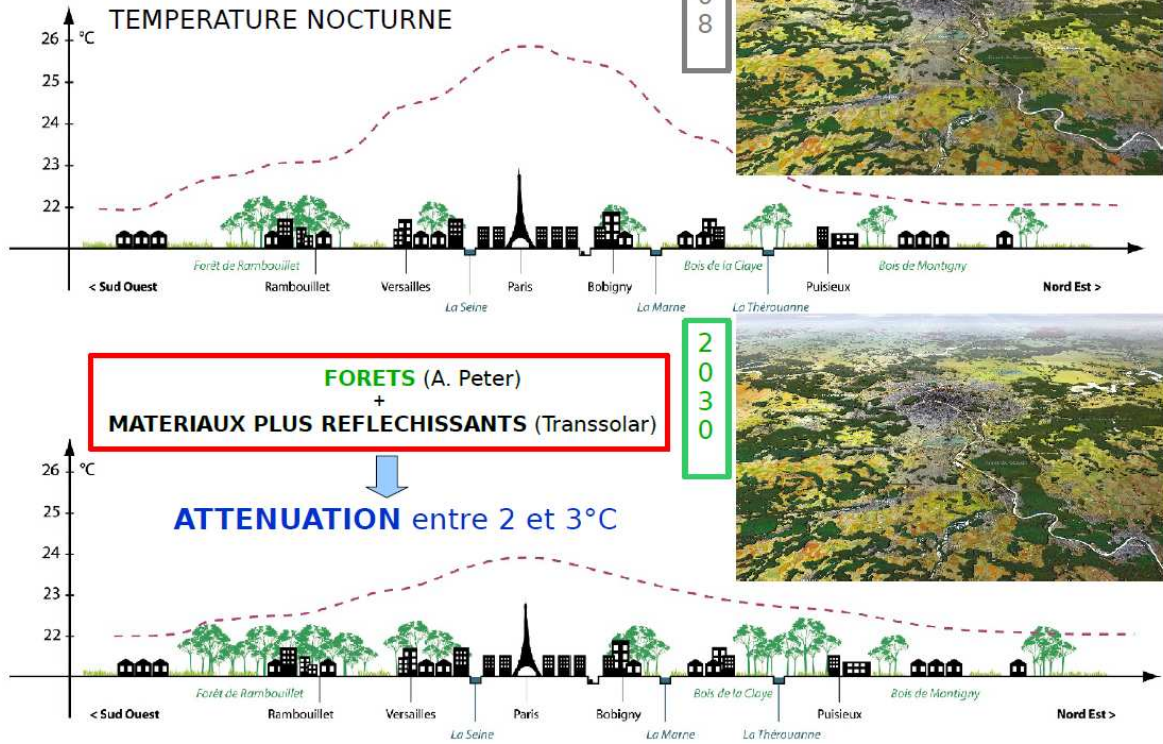 TEMPERATURE NOCTURNE
8
°C
26
25
24
23
22
Forêt de Rambouillet
Bois de la Claye
Bois de Montigny
< Sud Ouest
Rambouillet
Versailles
Paris
Bobigny
Puisieux
Nord Est >
La Seine
La Marne
La Thérouanne
2
0
3
0
FORETS (A. Peter)
+
MATERIAUX PLUS REFLECHISSANTS (Transsolar)
ATTENUATION entre 2 et 3°C
°C
26
25
24
23
22
Forêt de Rambouillet
Bois de la Claye
Bois de Montigny
< Sud Ouest
Rambouillet
Versailles
Paris
Bobigny
Puisieux
Nord Est >
La Seine
La Marne
La Thérouanne